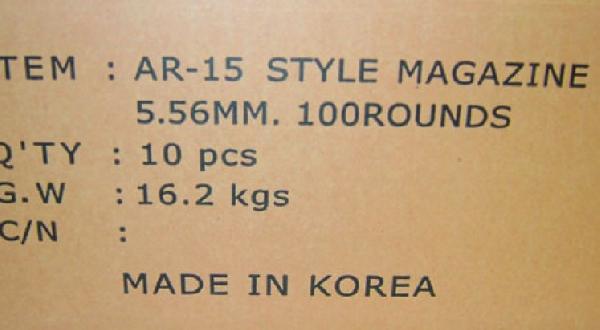 TEM : AR-15 STYLE MAGAZINE
5.56MM. 100ROUNDS
Q'TY : 10 pcs
G.W : 16.2 kgs
C/N :
MADE IN KOREA